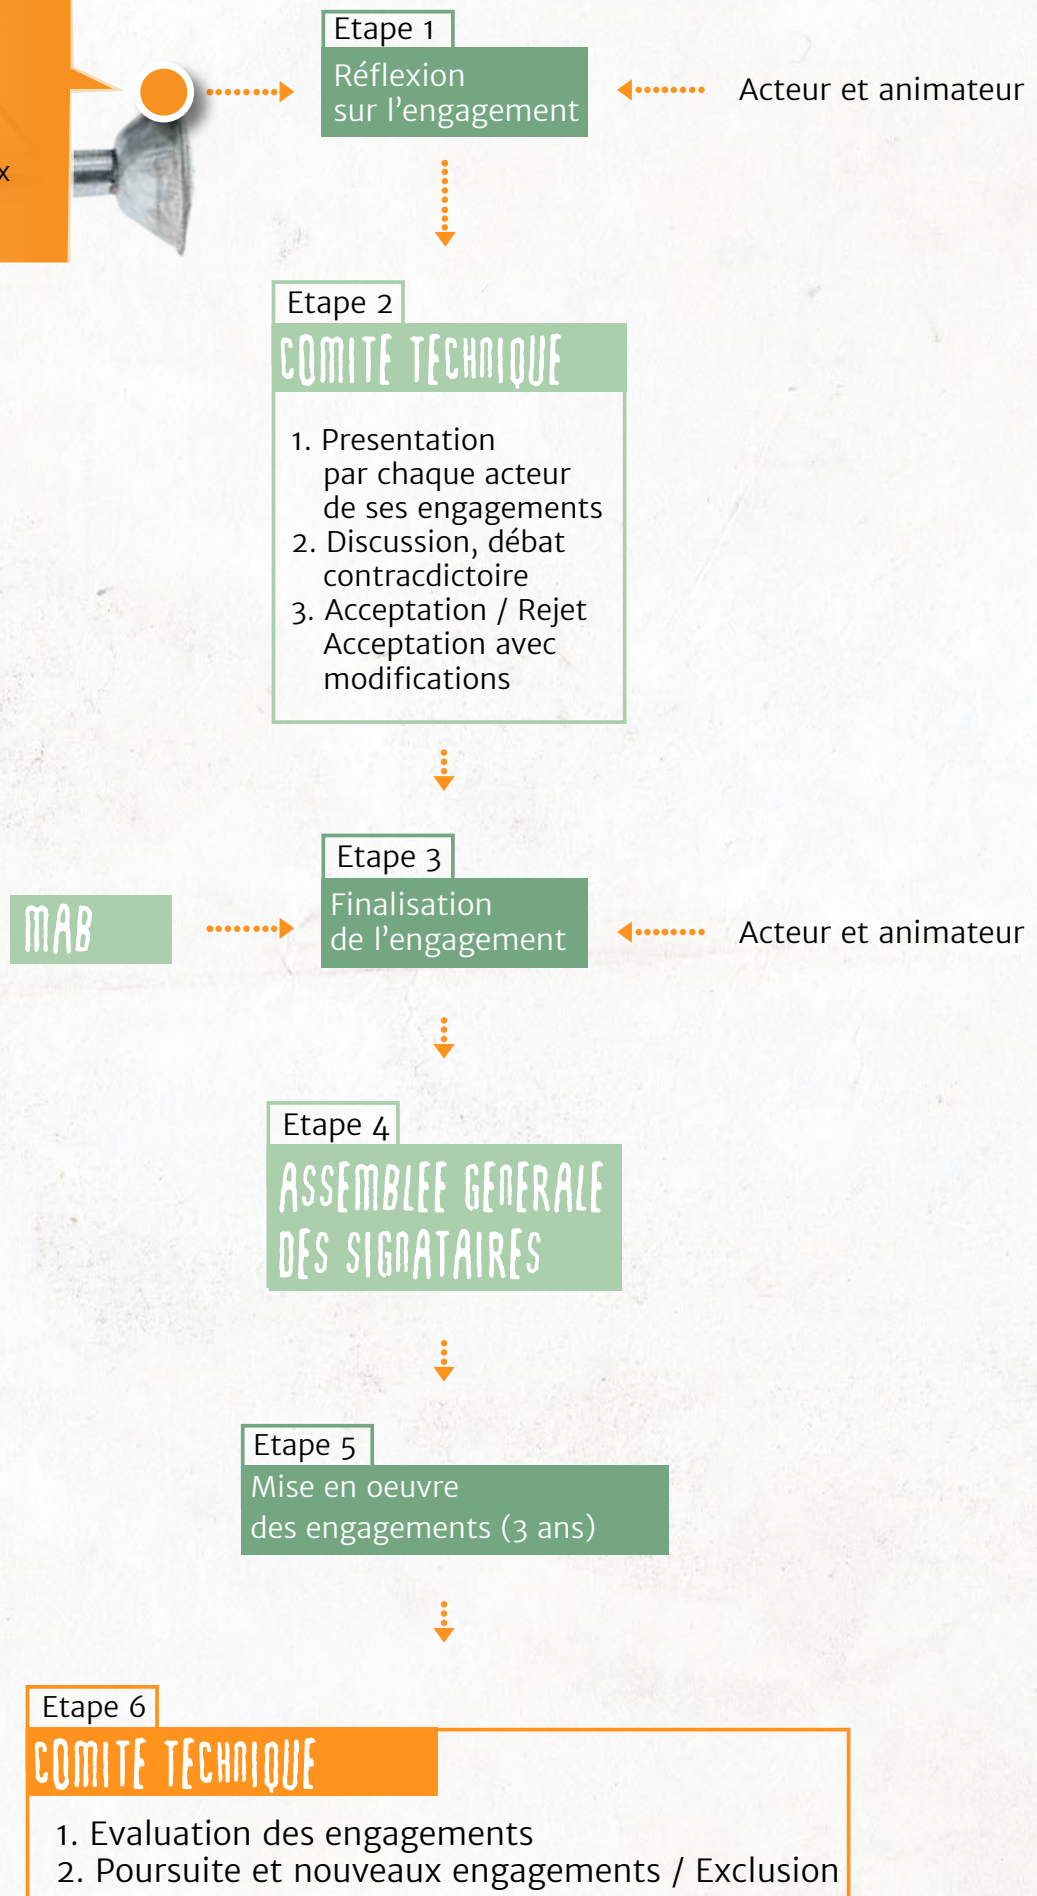 Etape 1
Réflexion
sur l’engagement
Acteur et animateur
x
Etape 2
COMITE TECHNIQUE
1. Presentation
par chaque acteur
de ses engagements
2. Discussion, débat
contracdictoire
3. Acceptation / Rejet
Acceptation avec
modifications
Etape 3
MAB
Finalisation
de l’engagement
Acteur et animateur
Etape 4
ASSEMBLEE GENERALE
DES SIGNATAIRES
Etape 5
Mise en oeuvre
des engagements (3 ans)
Etape 6
COMITE TECHNIQUE
1. Evaluation des engagements
2. Poursuite et nouveaux engagements / Exclusion